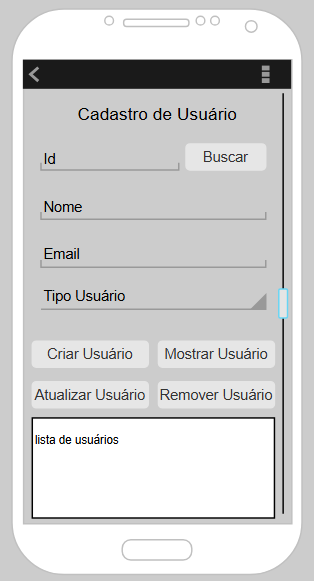 Cadastro de Usuário
Id
Buscar
Nome
Email
Tipo Usuário
Criar Usuário
Mostrar Usuário
Atualizar Usuário
Remover Usuário
lista de usuários